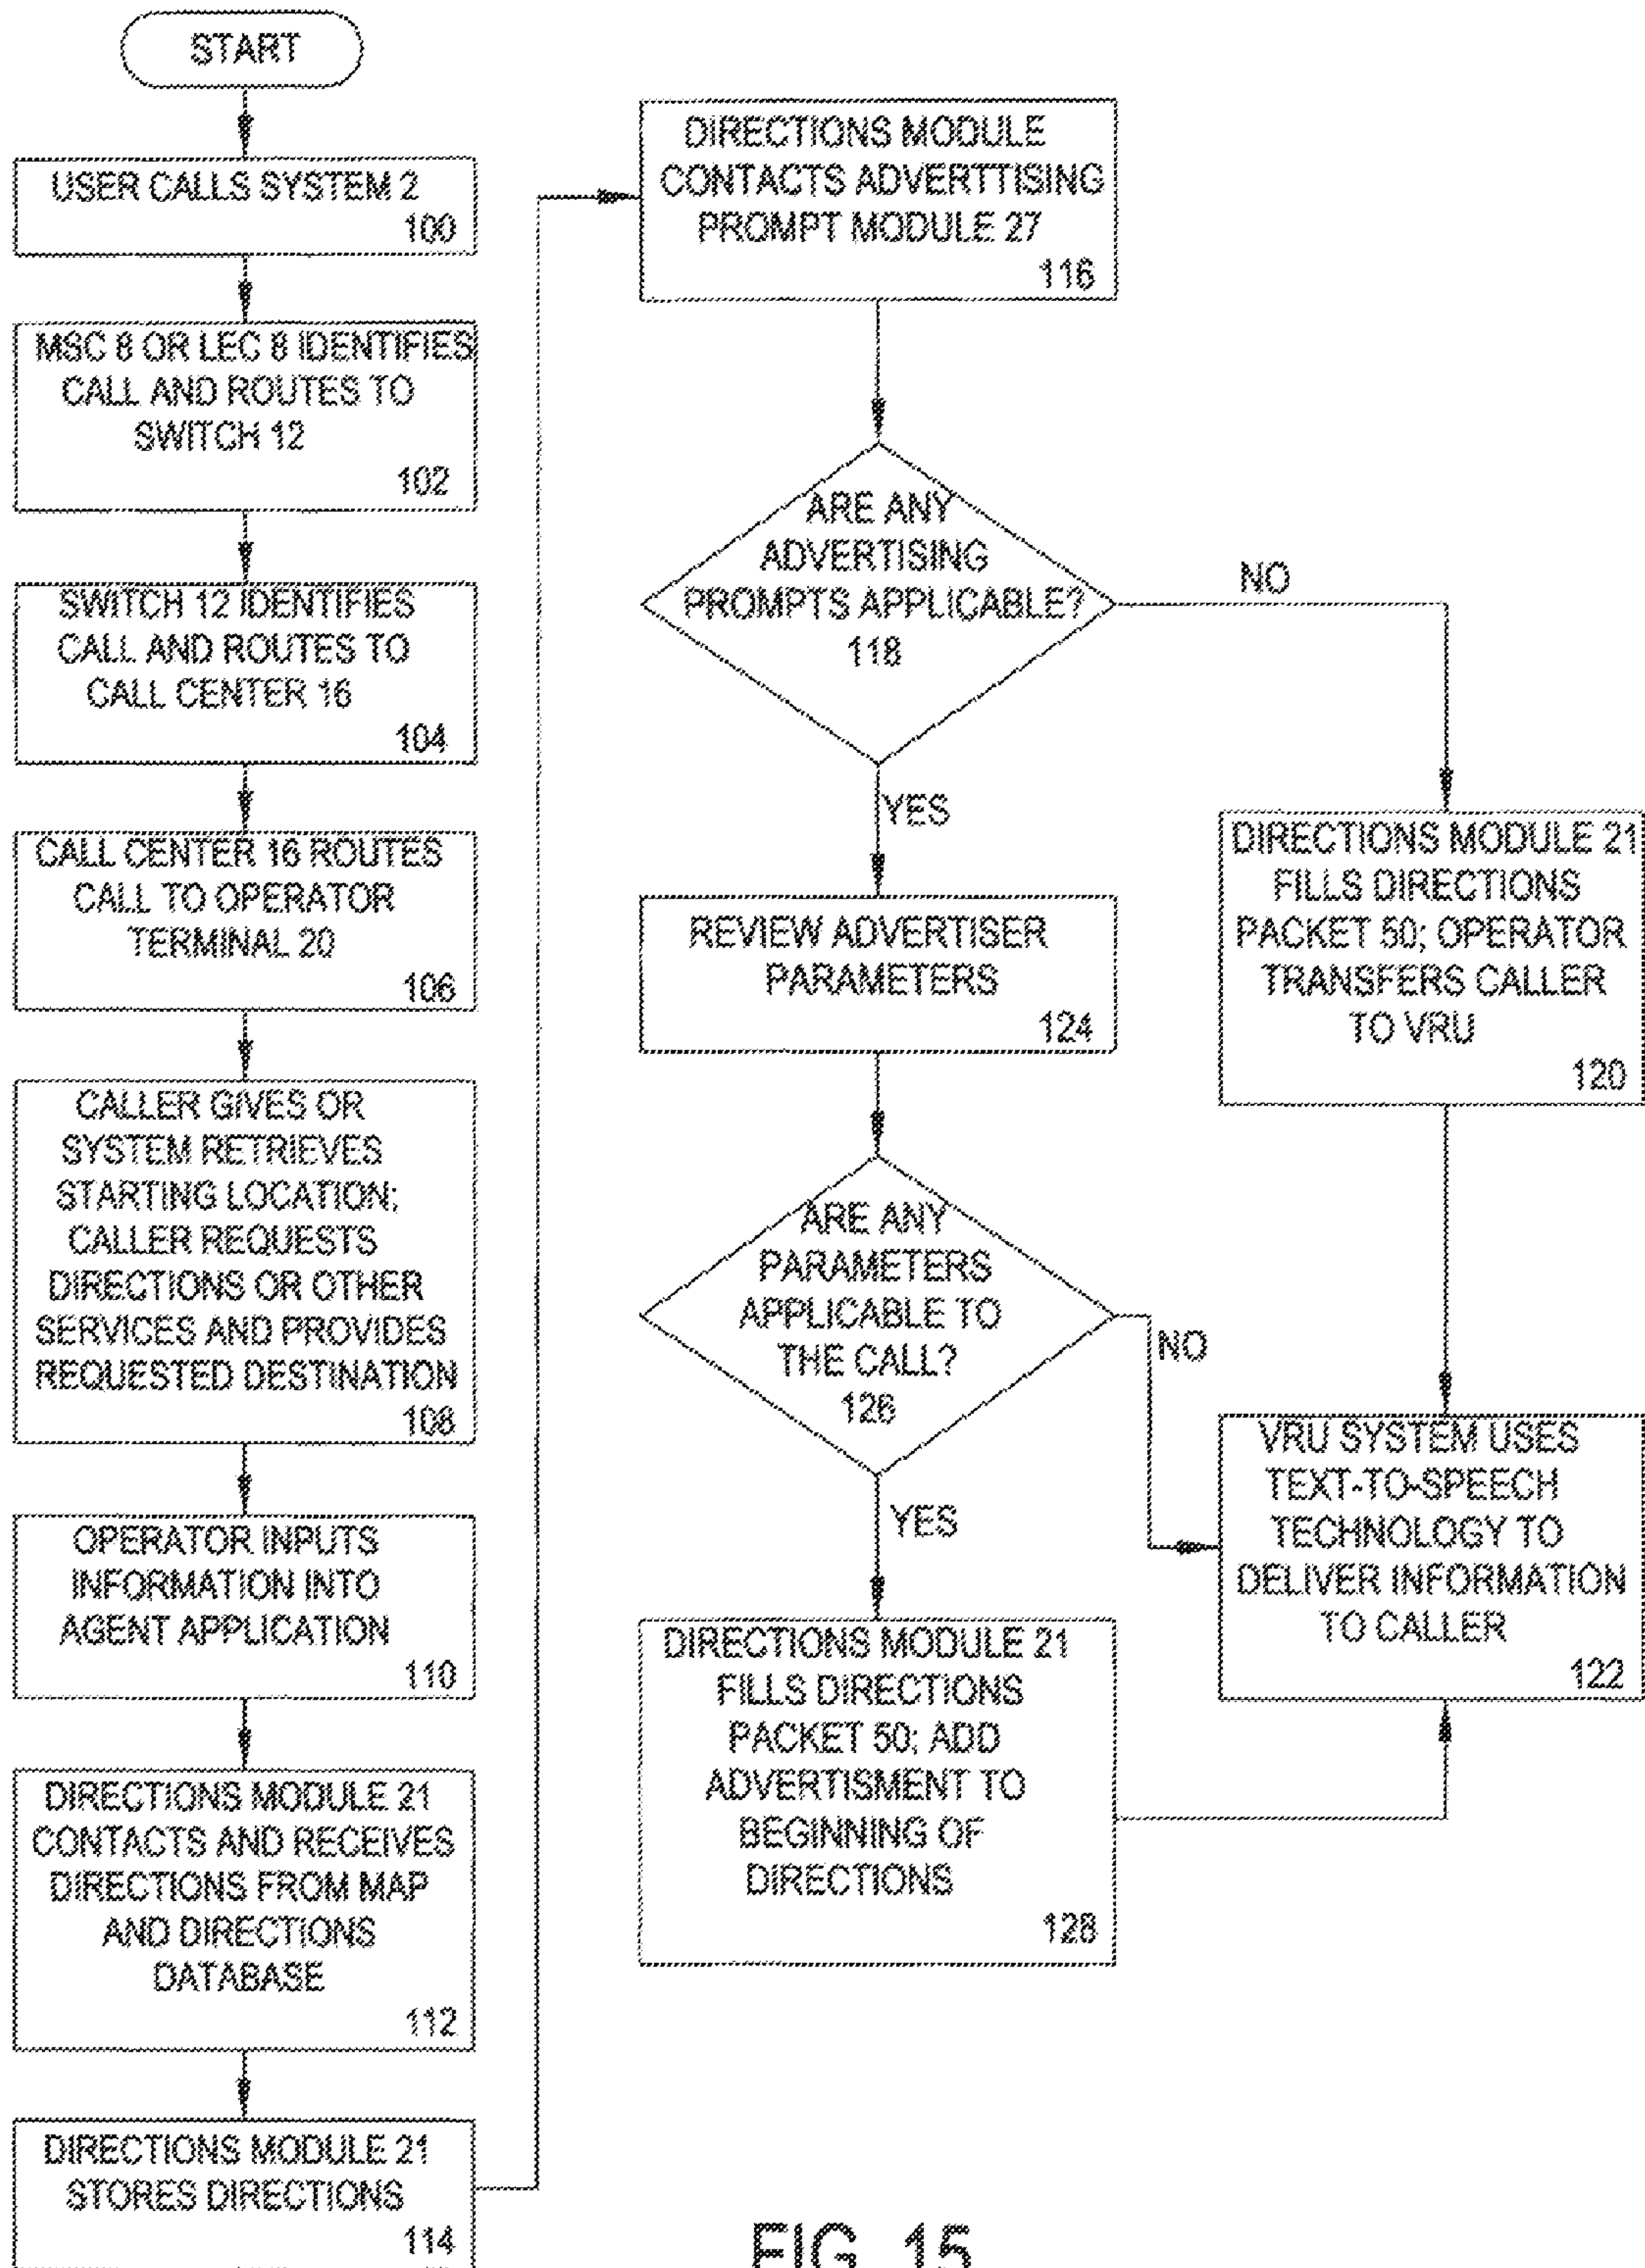 START
USER CALLS SYSTEM 2
100
MSC 8 OR LEC 8 IDENTIFIES
CALL AND ROUTES TO
SWITCH 12
102
SWITCH 12 IDENTIFIES
CALL AND ROUTES TO
CALL CENTER 16
104
CALL CENTER 16 ROUTES
CALL TO OPERATOR
TERMINAL 20
106
CALLER GIVES OR
SYSTEM RETRIEVES
STARTING LOCATION;
CALLER REQUESTS
DIRECTIONS OR OTHER
SERVICES AND PROVIDES
REQUESTED DESTINATION
108
OPERATOR INPUTS
INFORMATION INTO
AGENT APPLICATION
110
DIRECTIONS MODULE 21
CONTACTS AND RECEIVES
DIRECTIONS FROM MAP
AND DIRECTIONS
DATABASE
112
DIRECTIONS MODULE 21
STORES DIRECTIONS
114
DIRECTIONS MODULE
CONTACTS ADVERTTISING
PROMPT MODULE 27
116
ARE ANY
ADVERTISING
PROMPTS APPLICABLE?
118
NO
YES
DIRECTIONS MODULE 21
FILLS DIRECTIONS
PACKET 50; OPERATOR
TRANSFERS CALLER
TO VRU
120
REVIEW ADVERTISER
PARAMETERS
124
ARE ANY
PARAMETERS
APPLICABLE TO
THE CALL?
126
NO
YES
VRU SYSTEM USES
TEXT-TO-SPEECH
TECHNOLOGY TO
DELIVER INFORMATION
TO CALLER
122
DIRECTIONS MODULE 21
FILLS DIRECTIONS
PACKET 50; ADD
ADVERTISMENT TO
BEGINNING OF
DIRECTIONS
128
FIG. 15